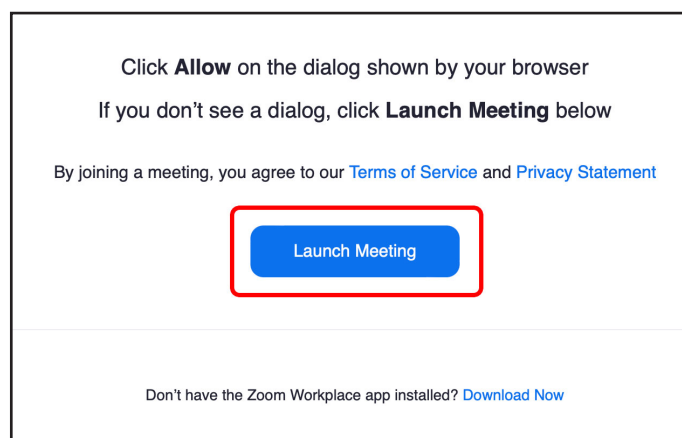 Click Allow on the dialog shown by your browser
If you don’t see a dialog, click Launch Meeting below
By joining a meeting, you agree to our Terms of Service and Privacy Statement
Launch Meeting
Don’t have the Zoom Workplace app installed? Download Now